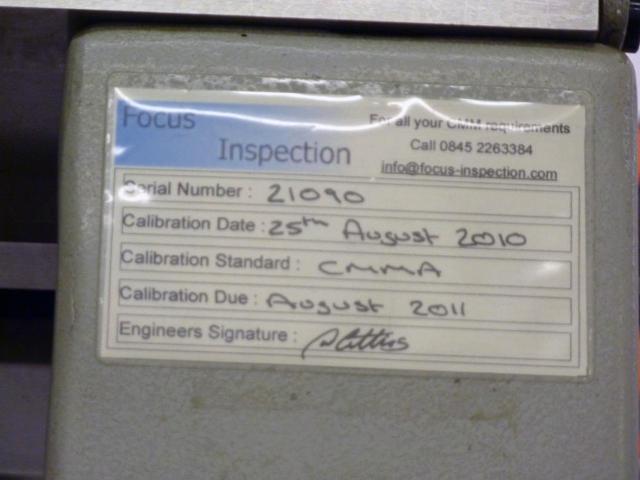 Focus
Inspection
For all your CMM requirements
Call 0845 2263384
info@focus-inspection.com
Serial Number : 21090
Calibration Date : 25th August 2010
Calibration Standard : CMMA
Calibration Due : August 2011
Engineers Signature :